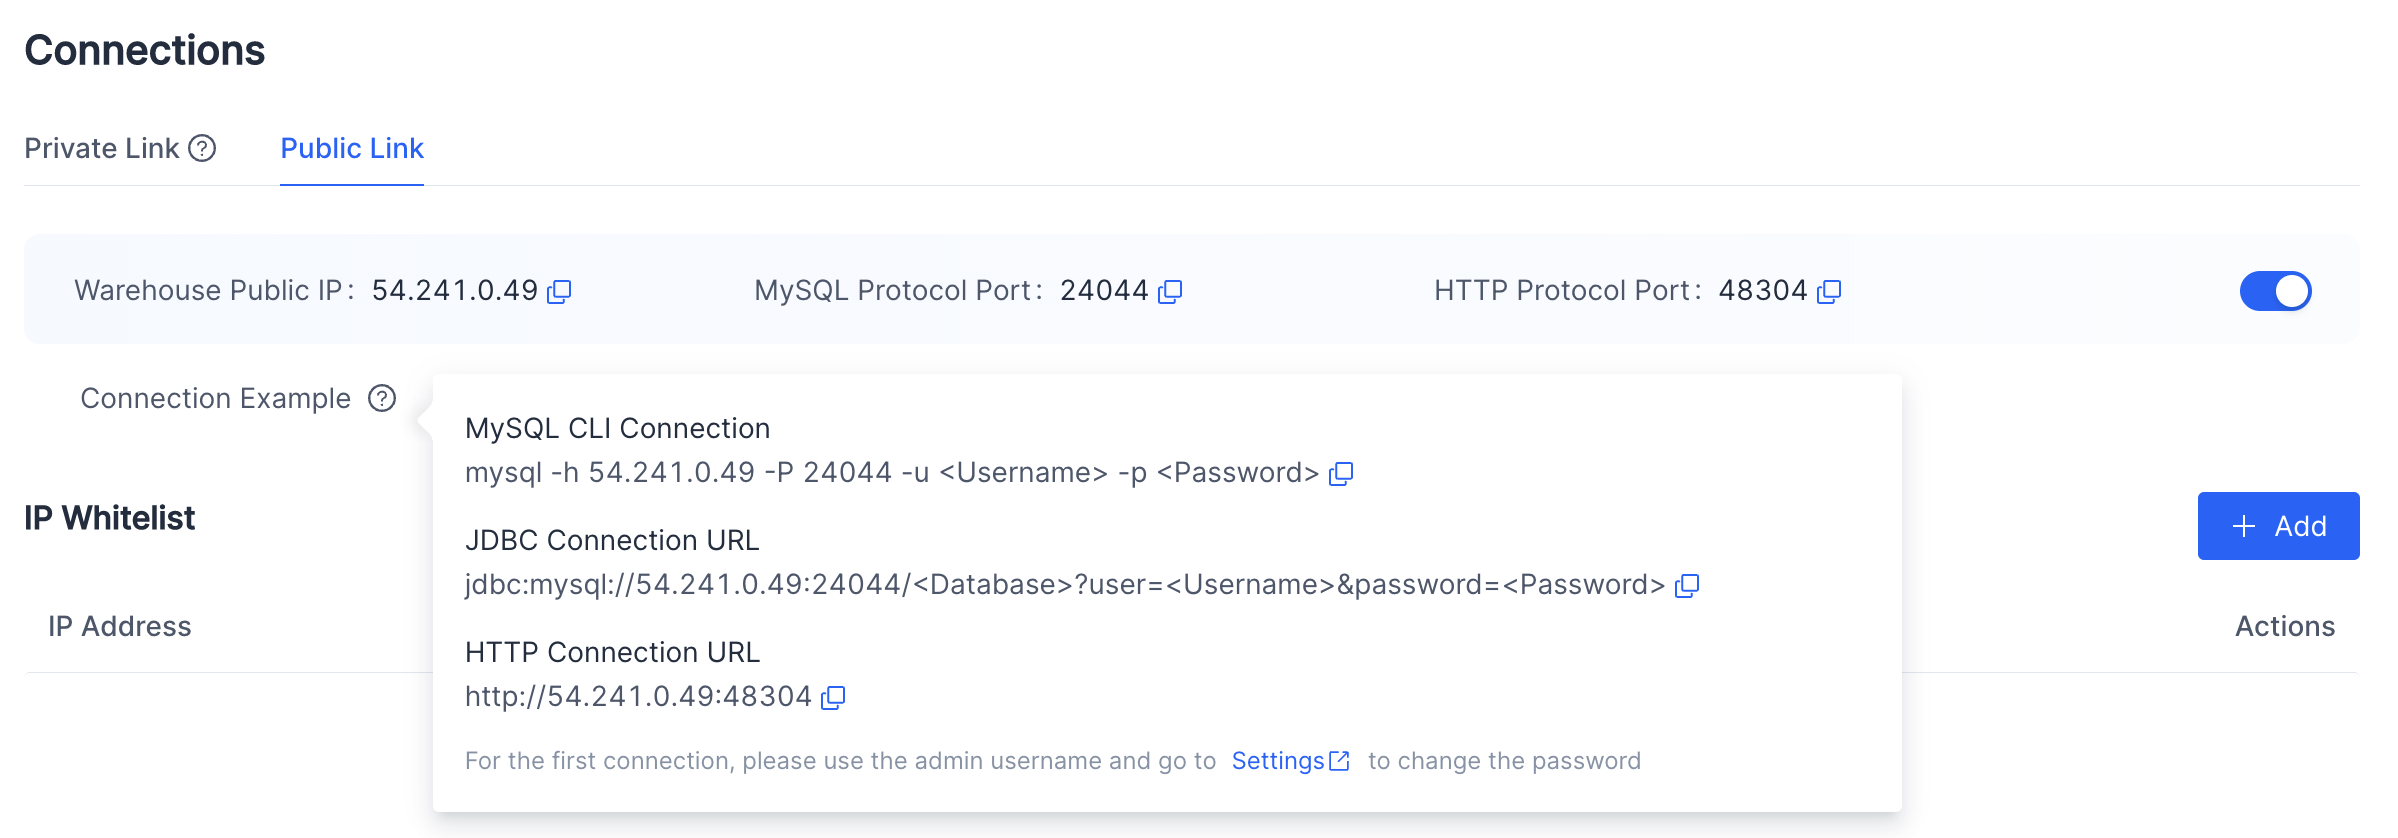 Connections
Private Link ? Public Link
Warehouse Public IP: 54.241.0.49 MySQL Protocol Port: 24044 HTTP Protocol Port: 48304
Connection Example ?
MySQL CLI Connection
mysql -h 54.241.0.49 -P 24044 -u <Username> -p <Password>
IP Whitelist
+ Add
JDBC Connection URL
jdbc:mysql://54.241.0.49:24044/<Database>?user=<Username>&password=<Password>
IP Address Actions
HTTP Connection URL
http://54.241.0.49:48304
For the first connection, please use the admin username and go to Settings to change the password